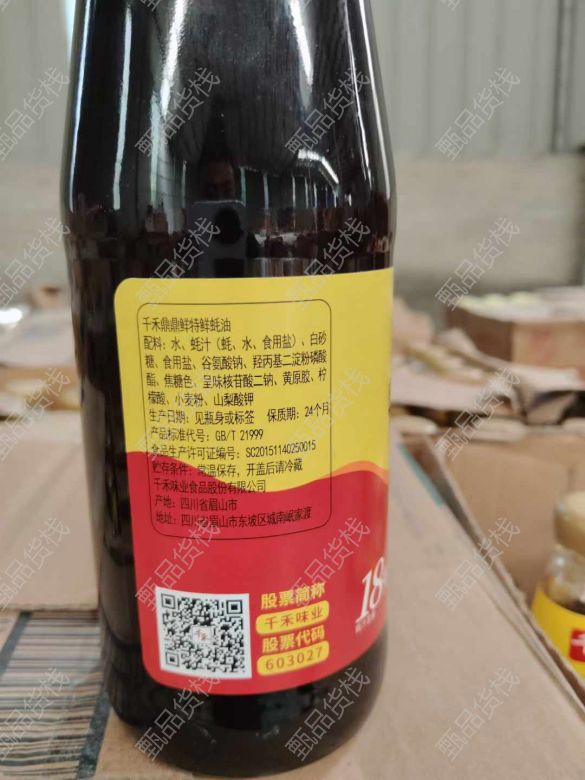 千禾鼎鼎鲜特鲜蚝油
配料：水、蚝汁（蚝、水、食用盐）、白砂
糖、食用盐、谷氨酸钠、羟丙基二淀粉磷酸
酯、焦糖色、呈味核苷酸二钠、黄原胶、柠
檬酸、小麦粉、山梨酸钾
生产日期：见瓶身或标签 保质期：24个月
产品标准代号：GB/T 21999
食品生产许可证编号：SC20151140250015
贮存条件：常温保存，开盖后请冷藏
千禾味业食品股份有限公司
产地：四川省眉山市
地址：四川省眉山市东坡区城南岷家渡
股票简称
千禾味业
股票代码
603027
18
甄品货栈